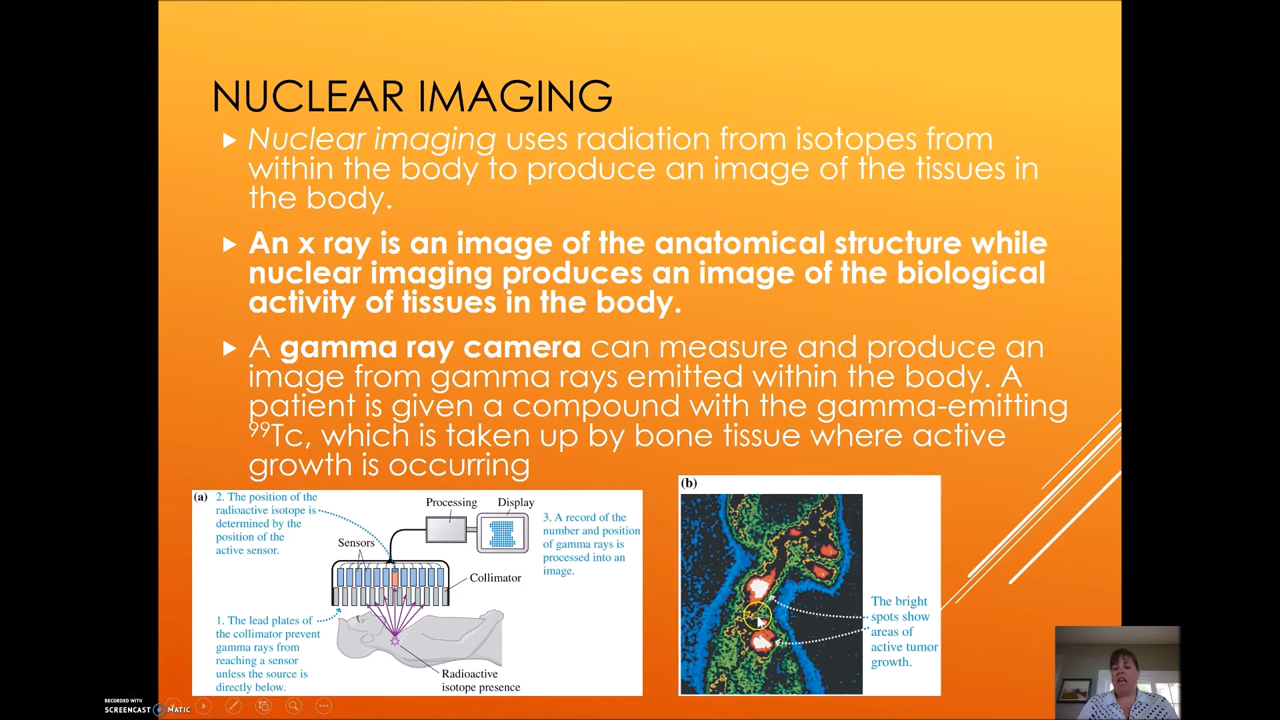 NUCLEAR IMAGING
Nuclear imaging uses radiation from isotopes from
within the body to produce an image of the tissues in
the body.
An x ray is an image of the anatomical structure while
nuclear imaging produces an image of the biological
activity of tissues in the body.
A gamma ray camera can measure and produce an
image from gamma rays emitted within the body. A
patient is given a compound with the gamma-emitting
⁹⁹Tc, which is taken up by bone tissue where active
growth is occurring
(a)
2. The position of the
radioactive isotope is
determined by the
position of the
active sensor.
Sensors
Processing
Display
3. A record of the
number and position
of gamma rays is
processed into an
image.
Collimator
1. The lead plates of
the collimator prevent
gamma rays from
reaching a sensor
unless the source is
directly below.
Radioactive
isotope presence
(b)
The bright
spots show
areas of
active tumor
growth.
RECORDED WITH
SCREENCAST MATIC